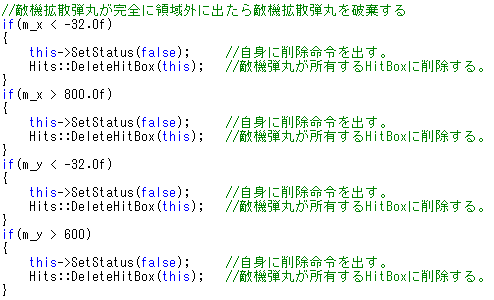 //敵機拡散弾丸が完全に領域外に出たら敵機拡散弾丸を破棄する
if(m_x < -32.0f)
{
this->SetStatus(false); //自身に削除命令を出す。
Hits::DeleteHitBox(this); //敵機弾丸が所有するHitBoxに削除する。
}
if(m_x > 800.0f)
{
this->SetStatus(false); //自身に削除命令を出す。
Hits::DeleteHitBox(this); //敵機弾丸が所有するHitBoxに削除する。
}
if(m_y < -32.0f)
{
this->SetStatus(false); //自身に削除命令を出す。
Hits::DeleteHitBox(this); //敵機弾丸が所有するHitBoxに削除する。
}
if(m_y > 600)
{
this->SetStatus(false); //自身に削除命令を出す。
Hits::DeleteHitBox(this); //敵機弾丸が所有するHitBoxに削除する。
}